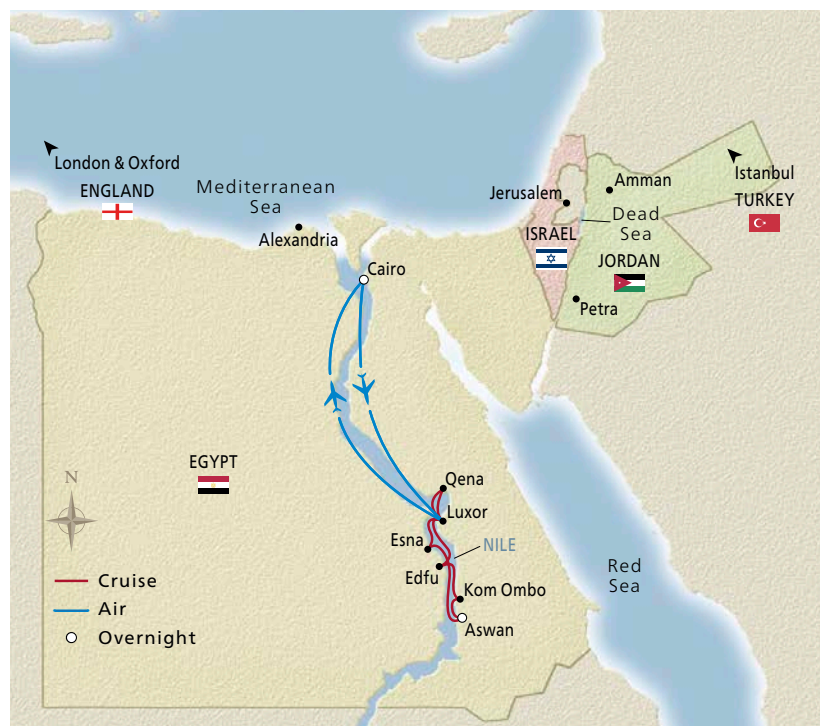 London & Oxford
ENGLAND
Mediterranean
Sea
Alexandria
Cairo
Jerusalem
Amman
Istanbul
TURKEY
Dead
Sea
ISRAEL
JORDAN
Petra
EGYPT
N
Qena
Luxor
Esna
NILE
Edfu
Kom Ombo
Aswan
Red
Sea
Cruise
Air
Overnight